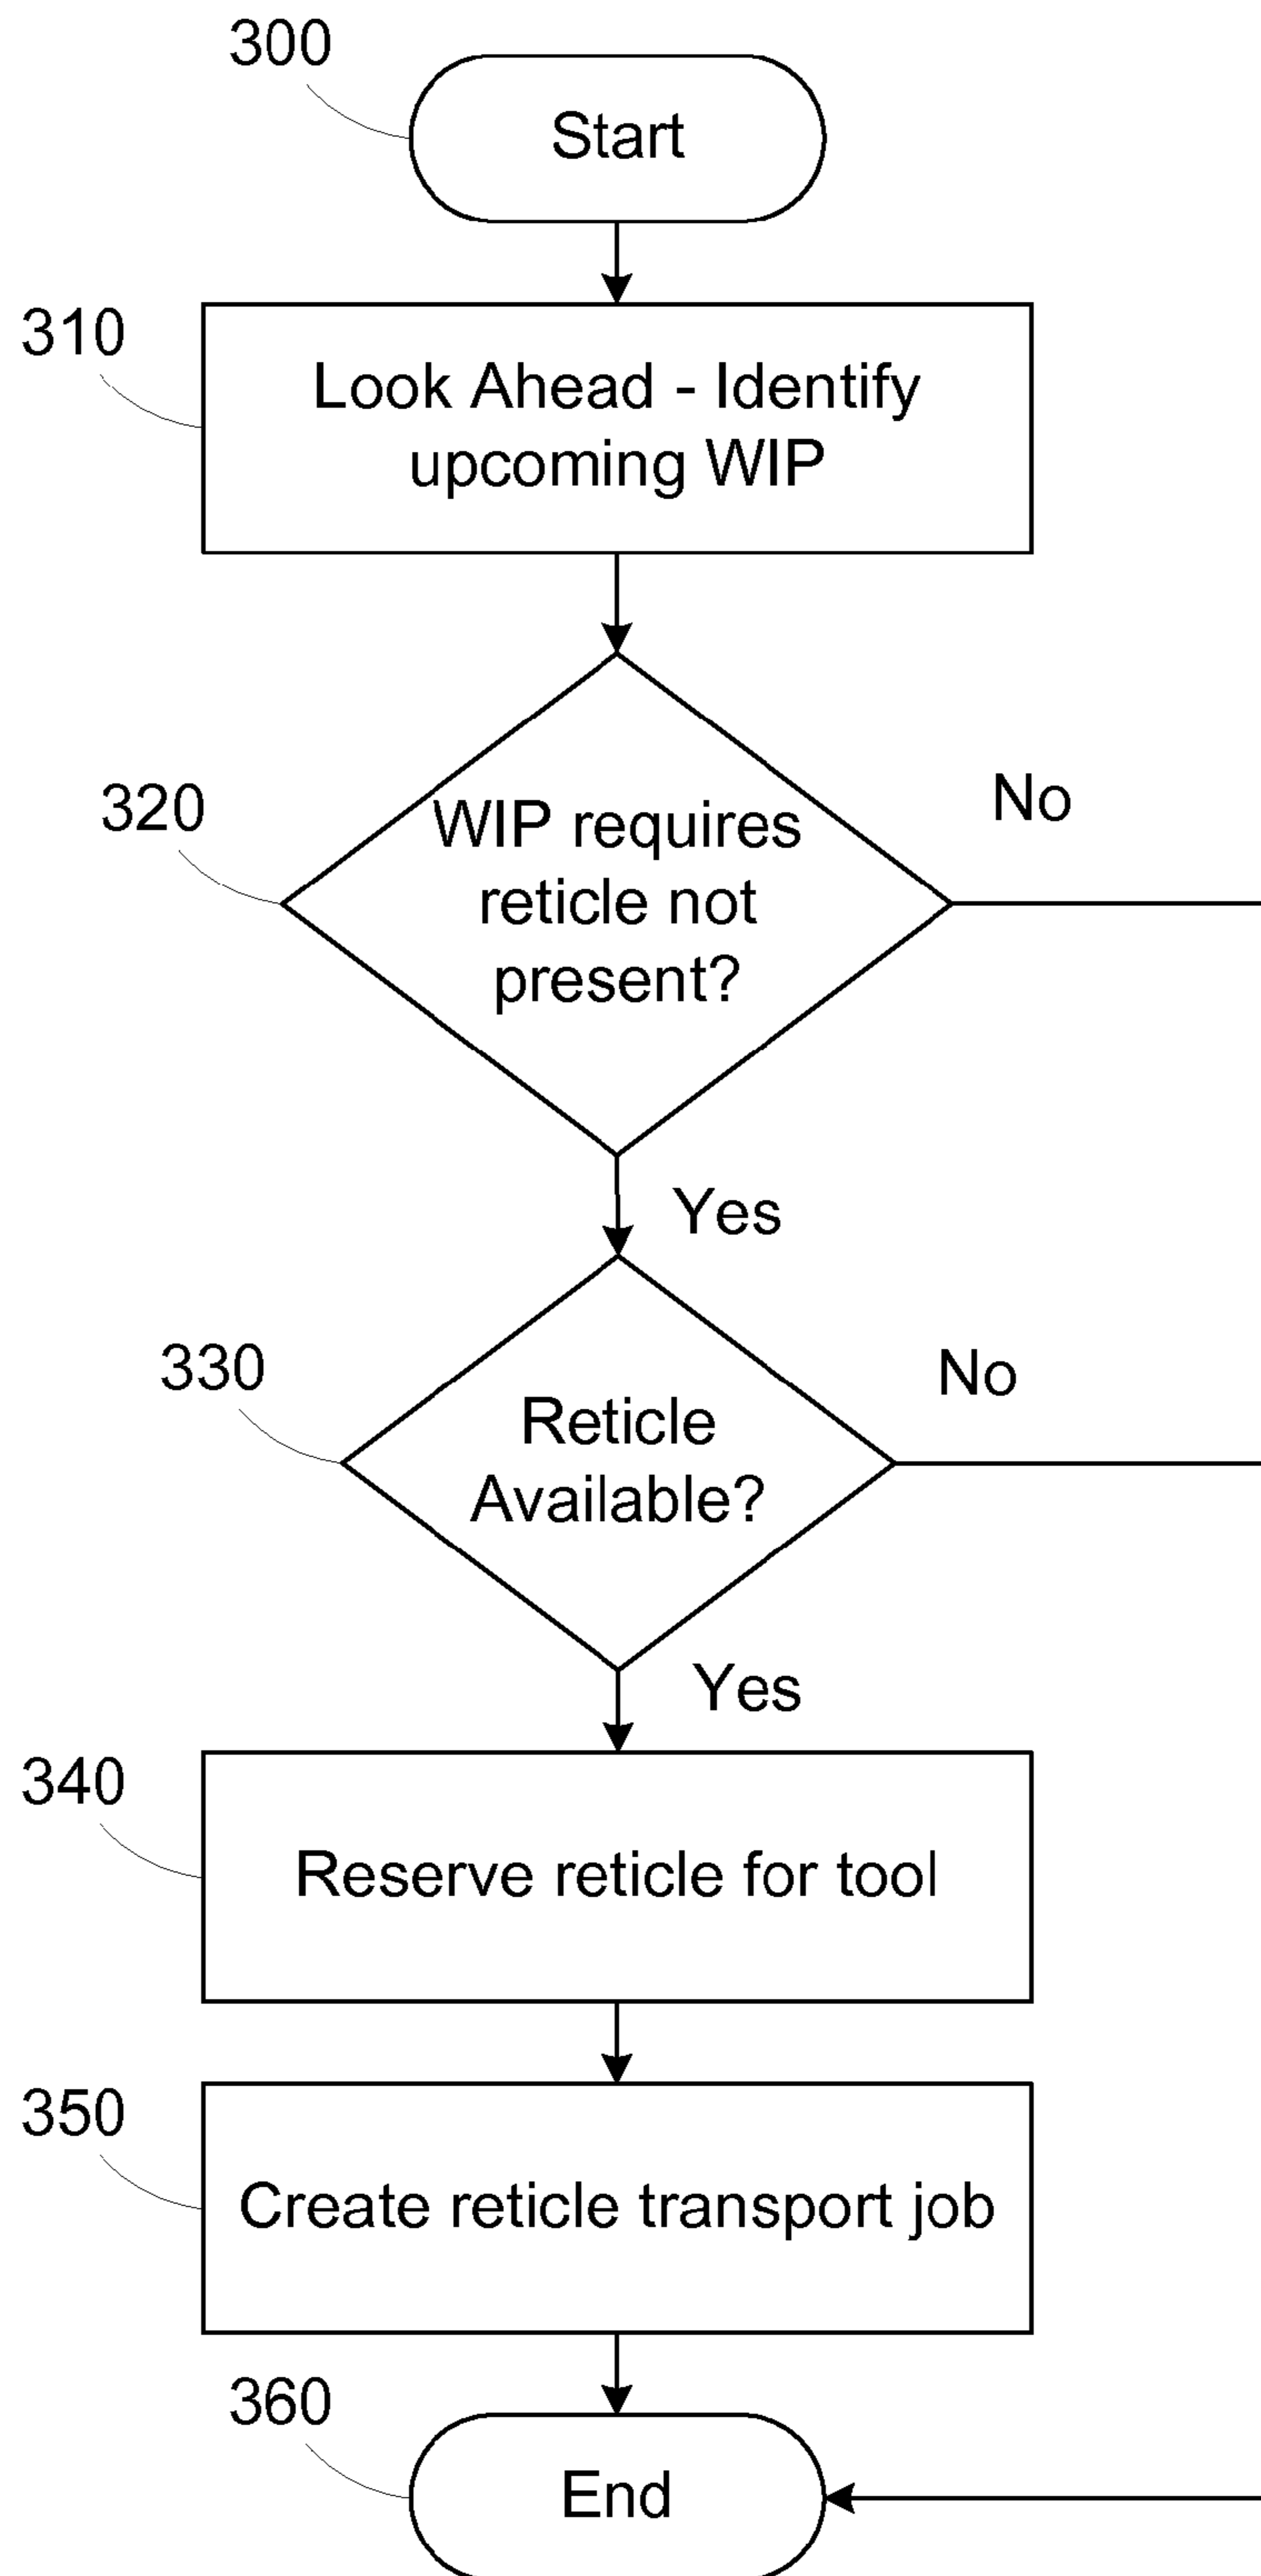 300
Start
310
Look Ahead - Identify
upcoming WIP
320
WIP requires
reticle not
present?
No
Yes
330
Reticle
Available?
No
Yes
340
Reserve reticle for tool
350
Create reticle transport job
360
End